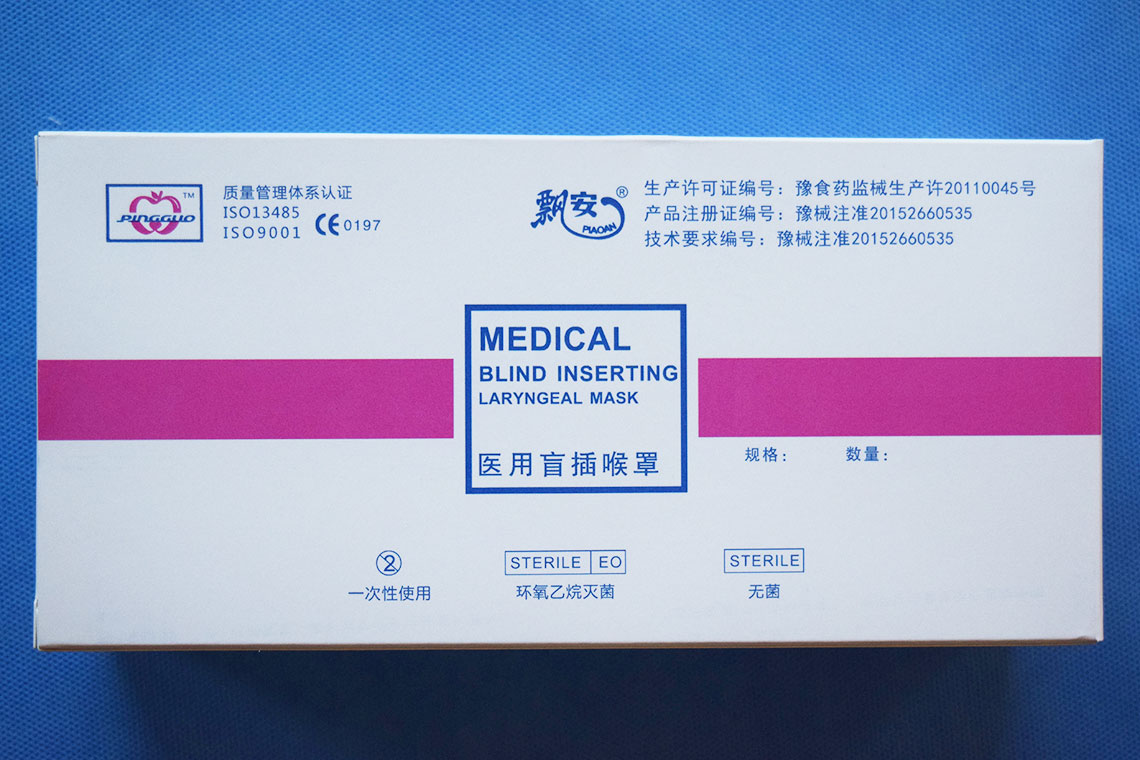 PINGGUO™
质量管理体系认证
ISO13485
ISO9001
CE 0197
飘安®
PIAOAN
生产许可证编号：豫食药监械生产许20110045号
产品注册证编号：豫械注准20152660535
技术要求编号：豫械注准20152660535
MEDICAL
BLIND INSERTING
LARYNGEAL MASK
医用盲插喉罩
规格：
数量：
2
一次性使用
STERILE EO
环氧乙烷灭菌
STERILE
无菌